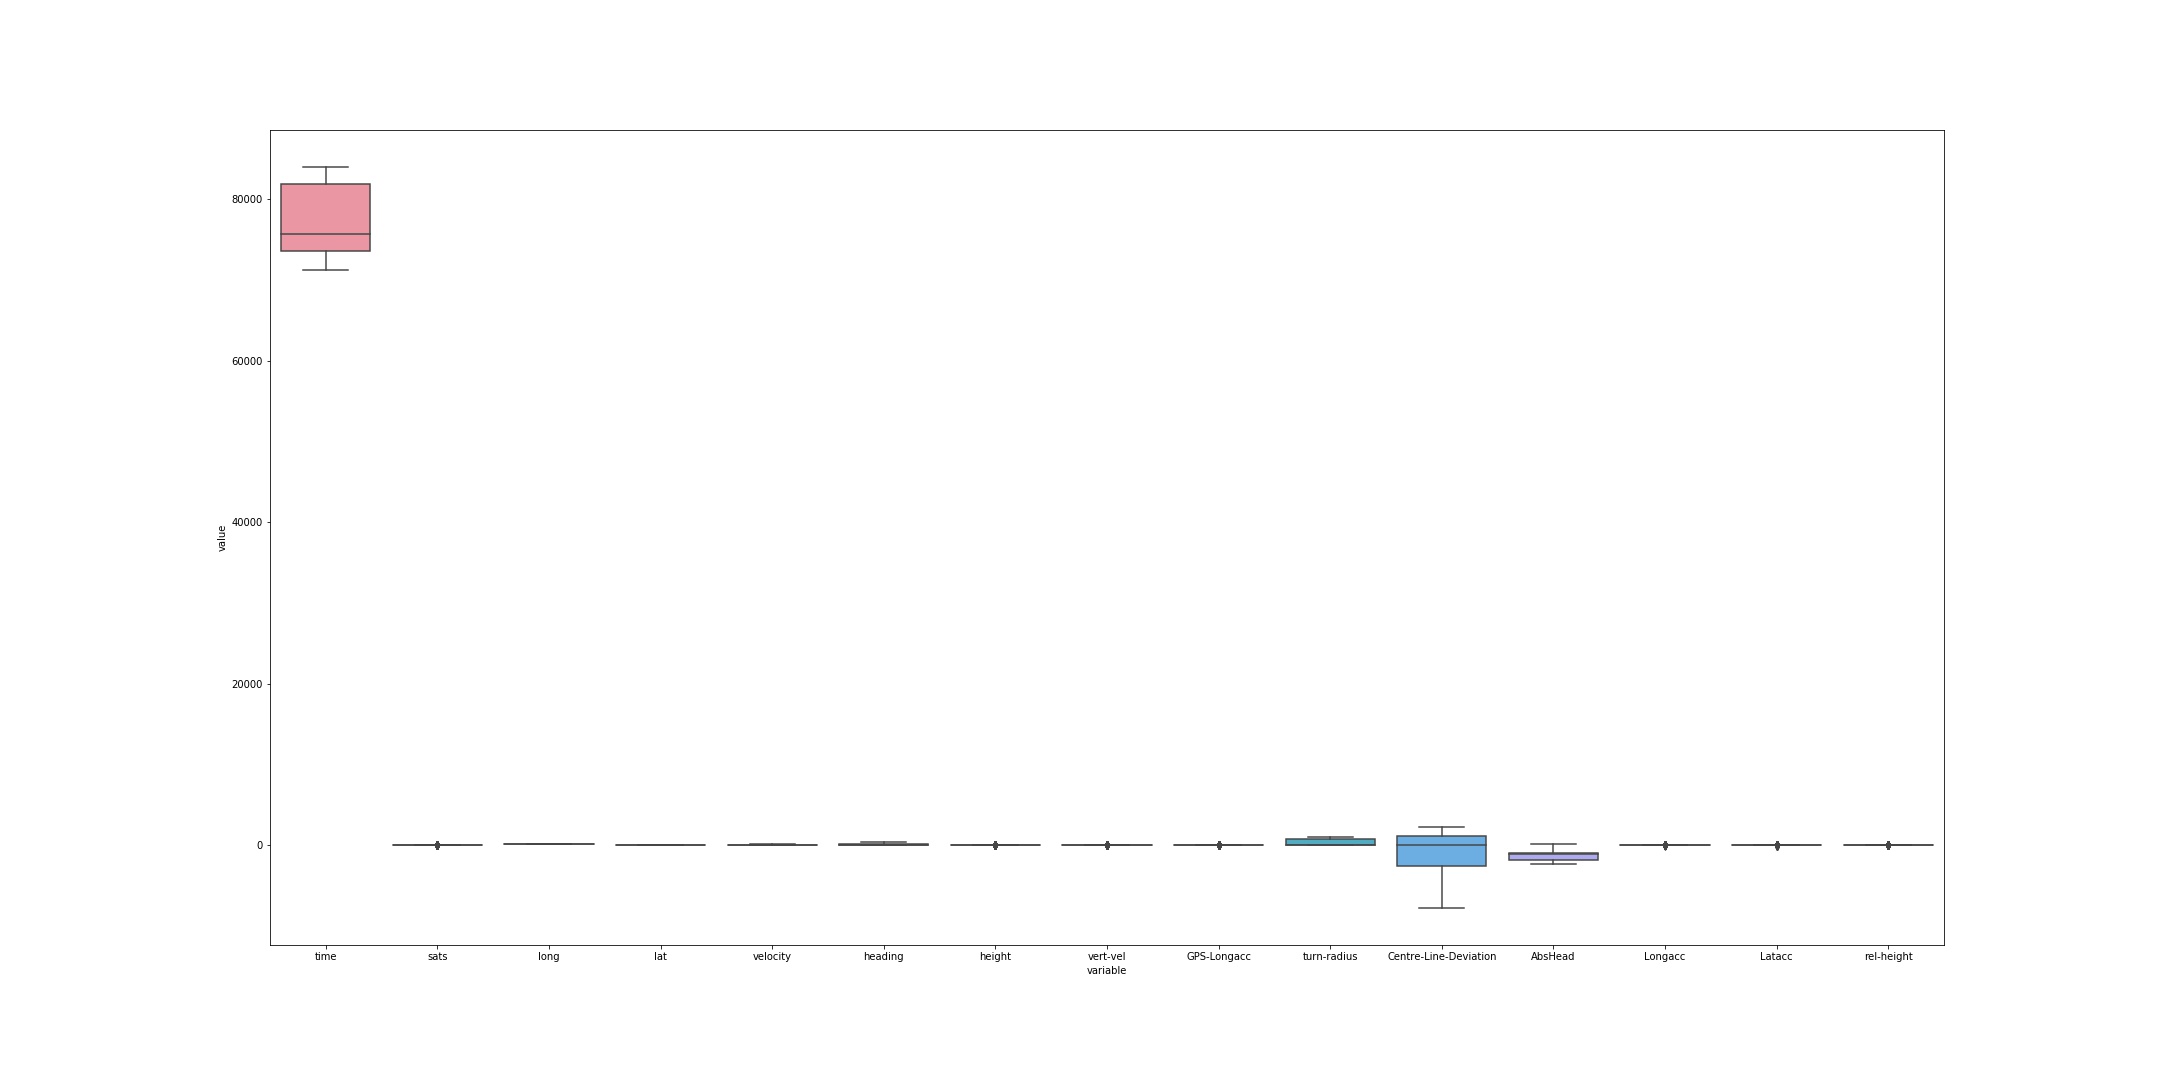 80000
60000
40000
20000
0
value
time sats long lat velocity heading height vert-vel GPS-Longacc turn-radius Centre-Line-Deviation AbsHead Longacc Latacc rel-height
variable